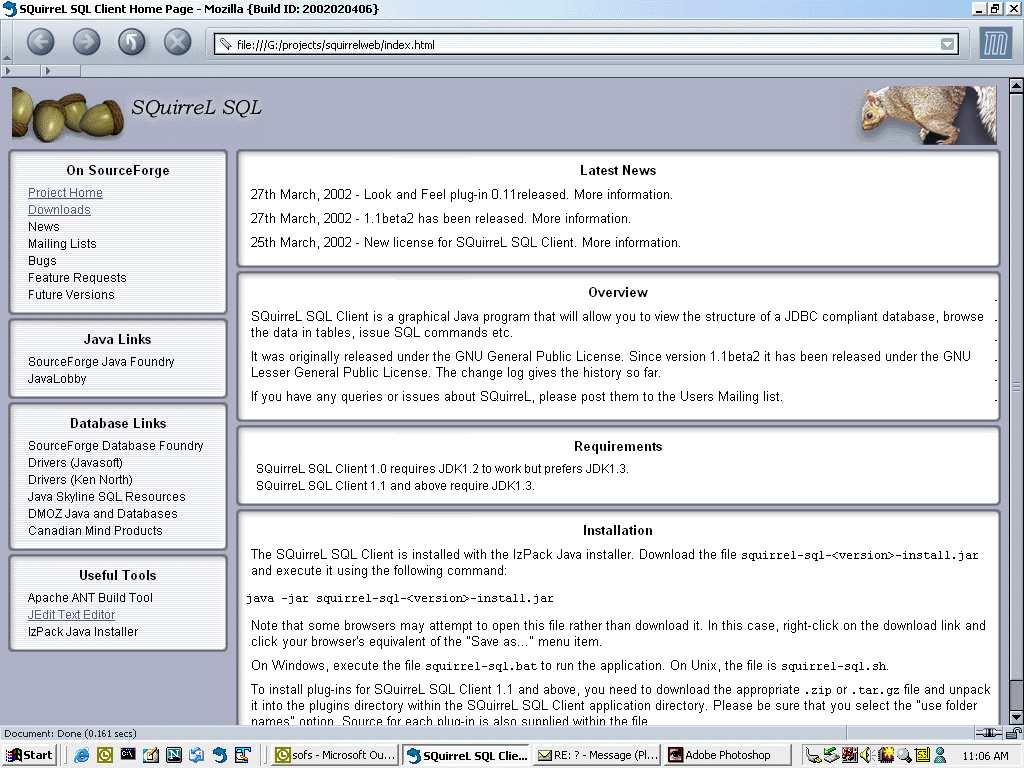 SQuirreL SQL Client Home Page - Mozilla {Build ID: 2002020406}
file:///G:/projects/squirrelweb/index.html
SQuirreL SQL
On SourceForge
Project Home
Downloads
News
Mailing Lists
Bugs
Feature Requests
Future Versions
Java Links
SourceForge Java Foundry
JavaLobby
Database Links
SourceForge Database Foundry
Drivers (Javasoft)
Drivers (Ken North)
Java Skyline SQL Resources
DMOZ Java and Databases
Canadian Mind Products
Useful Tools
Apache ANT Build Tool
JEdit Text Editor
IzPack Java Installer
Latest News
27th March, 2002 - Look and Feel plug-in 0.11released. More information.
27th March, 2002 - 1.1beta2 has been released. More information.
25th March, 2002 - New license for SQuirreL SQL Client. More information.
Overview
SQuirreL SQL Client is a graphical Java program that will allow you to view the structure of a JDBC compliant database, browse
the data in tables, issue SQL commands etc.
It was originally released under the GNU General Public License. Since version 1.1beta2 it has been released under the GNU
Lesser General Public License. The change log gives the history so far.
If you have any queries or issues about SQuirreL, please post them to the Users Mailing list.
Requirements
SQuirreL SQL Client 1.0 requires JDK1.2 to work but prefers JDK1.3.
SQuirreL SQL Client 1.1 and above require JDK1.3.
Installation
The SQuirreL SQL Client is installed with the IzPack Java installer. Download the file squirrel-sql-<version>-install.jar
and execute it using the following command:
java -jar squirrel-sql-<version>-install.jar
Note that some browsers may attempt to open this file rather than download it. In this case, right-click on the download link and
click your browser's equivalent of the "Save as..." menu item.
On Windows, execute the file squirrel-sql.bat to run the application. On Unix, the file is squirrel-sql.sh.
To install plug-ins for SQuirreL SQL Client 1.1 and above, you need to download the appropriate .zip or .tar.gz file and unpack
it into the plugins directory within the SQuirreL SQL Client application directory. Please be sure that you select the "use folder
names" option. Source for each plug-in is also supplied within the file.
Document: Done (0.161 secs)
Start
sofs - Microsoft Ou...
SQuirreL SQL Clie...
RE: ? - Message (Pl...
Adobe Photoshop
11:06 AM